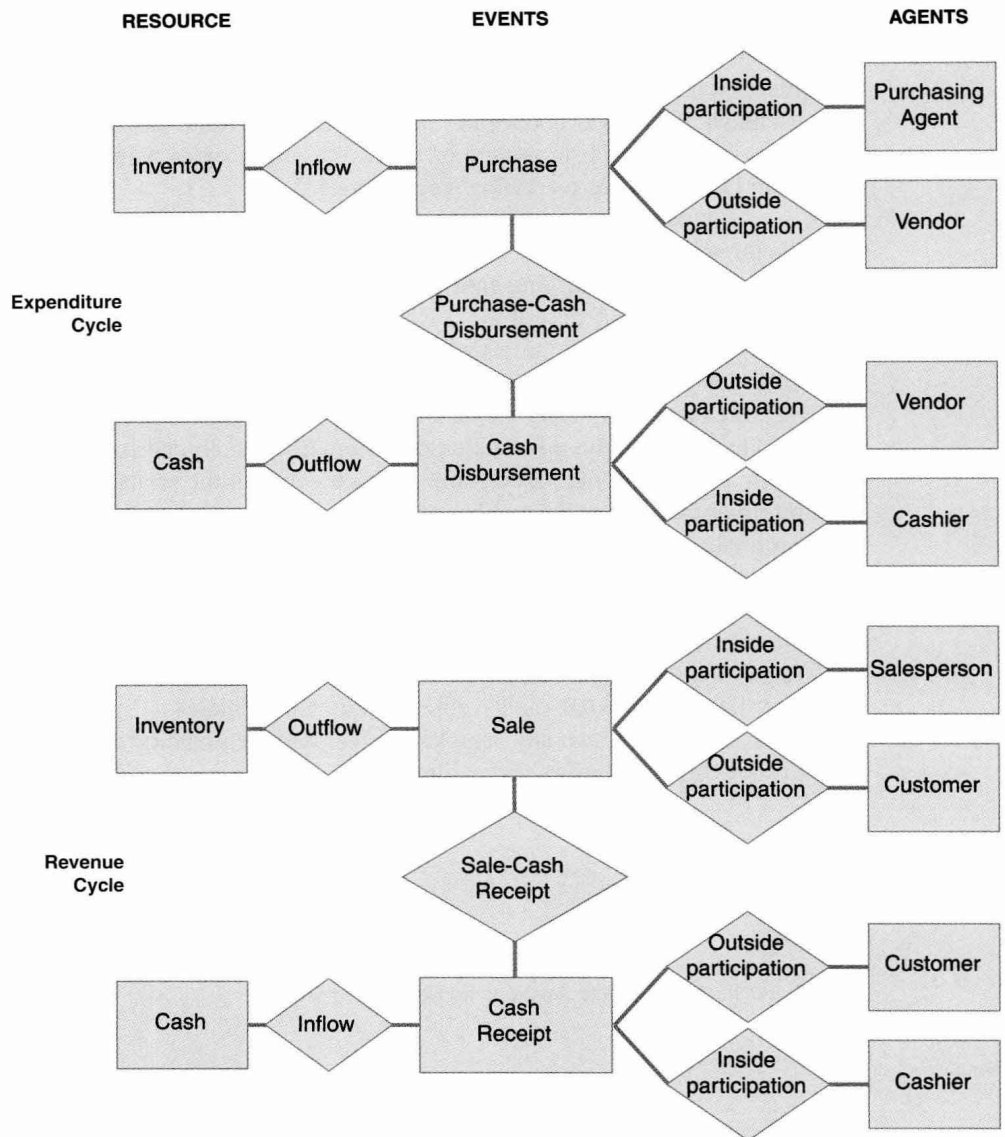 RESOURCE
EVENTS
AGENTS
Inside
participation
Purchasing
Agent
Inventory
Inflow
Purchase
Outside
participation
Vendor
Expenditure
Cycle
Purchase-Cash
Disbursement
Outside
participation
Vendor
Cash
Outflow
Cash
Disbursement
Inside
participation
Cashier
Inside
participation
Salesperson
Inventory
Outflow
Sale
Outside
participation
Customer
Revenue
Cycle
Sale-Cash
Receipt
Outside
participation
Customer
Cash
Inflow
Cash
Receipt
Inside
participation
Cashier